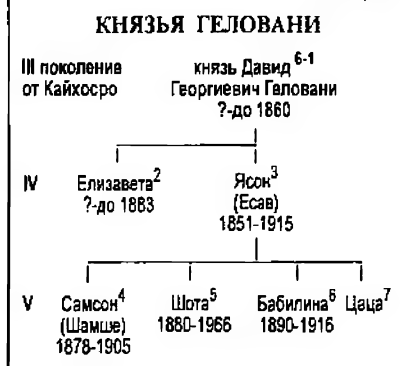 КНЯЗЬЯ ГЕЛОВАНИ
III поколение князь Давид 6-1
от Кайхосро Георгиевич Геловани
?-до 1860
IV Елизавета2 Ясон3
?-до 1883 (Есав)
1851-1915
V Самсон4 Шота5 Бабилина6 Цаца7
(Шамше) 1880-1966 1890-1916
1878-1905